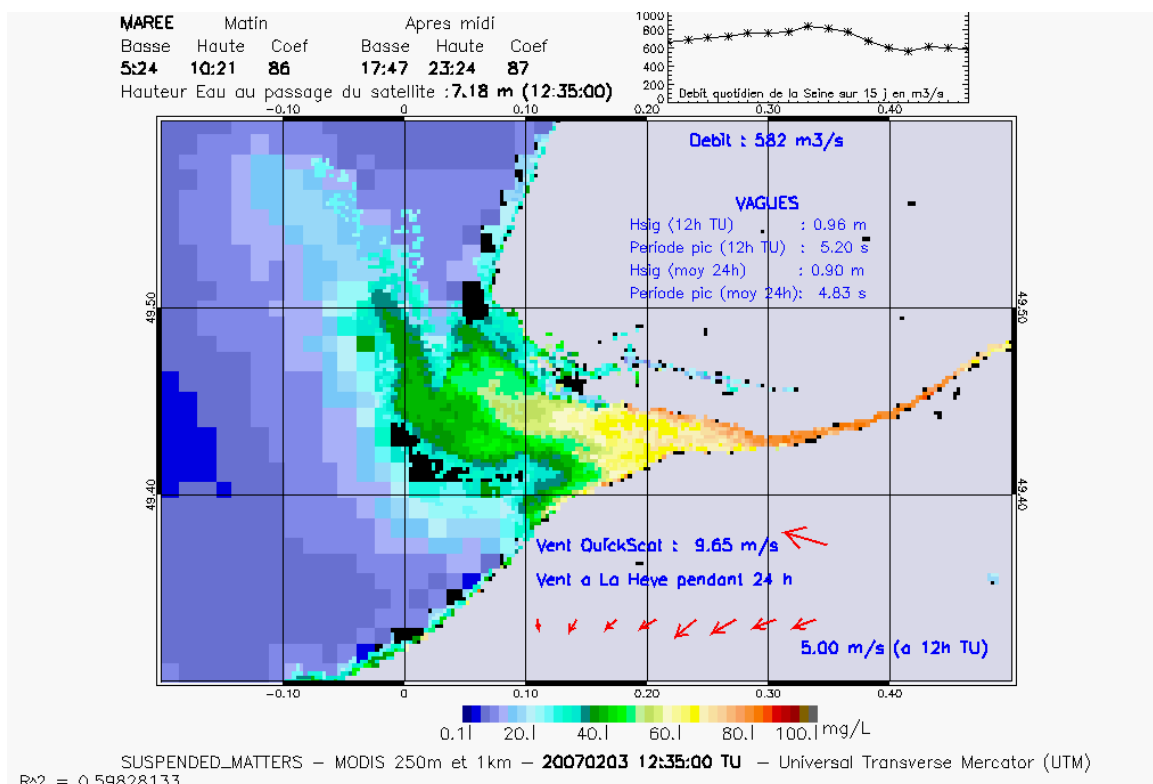 MAREE Matin Apres midi
Basse Haute Coef Basse Haute Coef
5:24 10:21 86 17:47 23:24 87
Hauteur Eau au passage du satellite : 7.18 m (12:35:00)
1000
800
600
400
200
0
Debit quotidien de la Seine sur 15 j en m3/s
-0.10 0 0.10 0.20 0.30 0.40
Debit : 582 m3/s
VAGUES
Hsig (12h TU) : 0.96 m
Periode pic (12h TU) : 5.20 s
Hsig (moy 24h) : 0.90 m
Periode pic (moy 24h): 4.83 s
49.50 49.50
49.40 49.40
Vent QuickScat : 9.65 m/s
Vent a La Heve pendant 24 h
5.00 m/s (a 12h TU)
-0.10 0 0.10 0.20 0.30 0.40
0.1 20.1 40.1 60.1 80.1 100.1 mg/L
SUSPENDED_MATTERS - MODIS 250m et 1km - 20070203 12:35:00 TU - Universal Transverse Mercator (UTM)
R^2 = 0.59828133